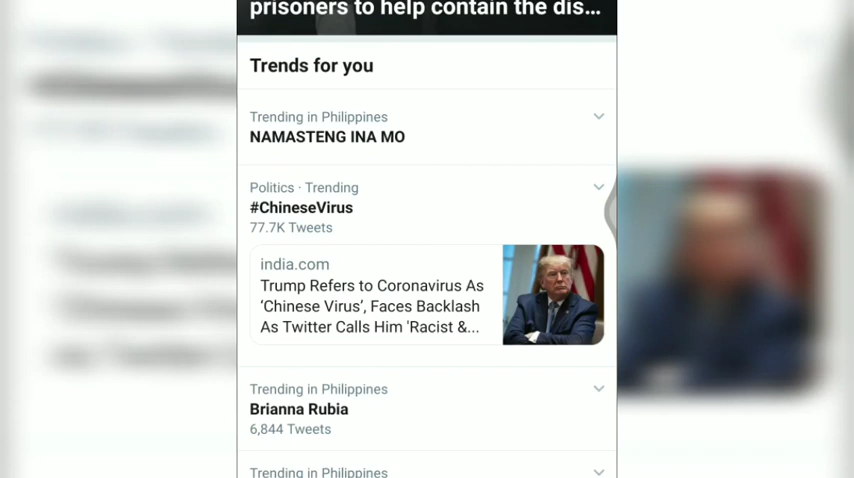 prisoners to help contain the dis...
Trends for you
Trending in Philippines
NAMASTENG INA MO
Politics · Trending
#ChineseVirus
77.7K Tweets
india.com
Trump Refers to Coronavirus As
‘Chinese Virus’, Faces Backlash
As Twitter Calls Him 'Racist &...
Trending in Philippines
Brianna Rubia
6,844 Tweets
Trending in Philippines